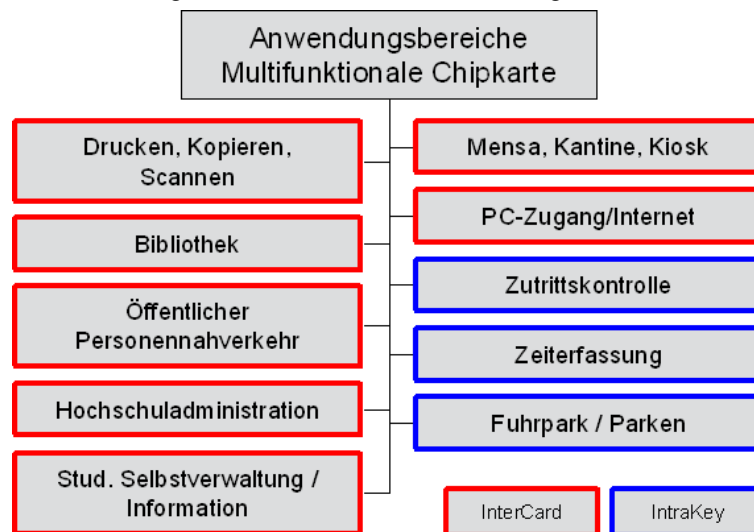 Anwendungsbereiche
Multifunktionale Chipkarte
Drucken, Kopieren,
Scannen
Bibliothek
Öffentlicher
Personennahverkehr
Hochschuladministration
Stud. Selbstverwaltung /
Information
Mensa, Kantine, Kiosk
PC-Zugang/Internet
Zutrittskontrolle
Zeiterfassung
Fuhrpark / Parken
InterCard
IntraKey